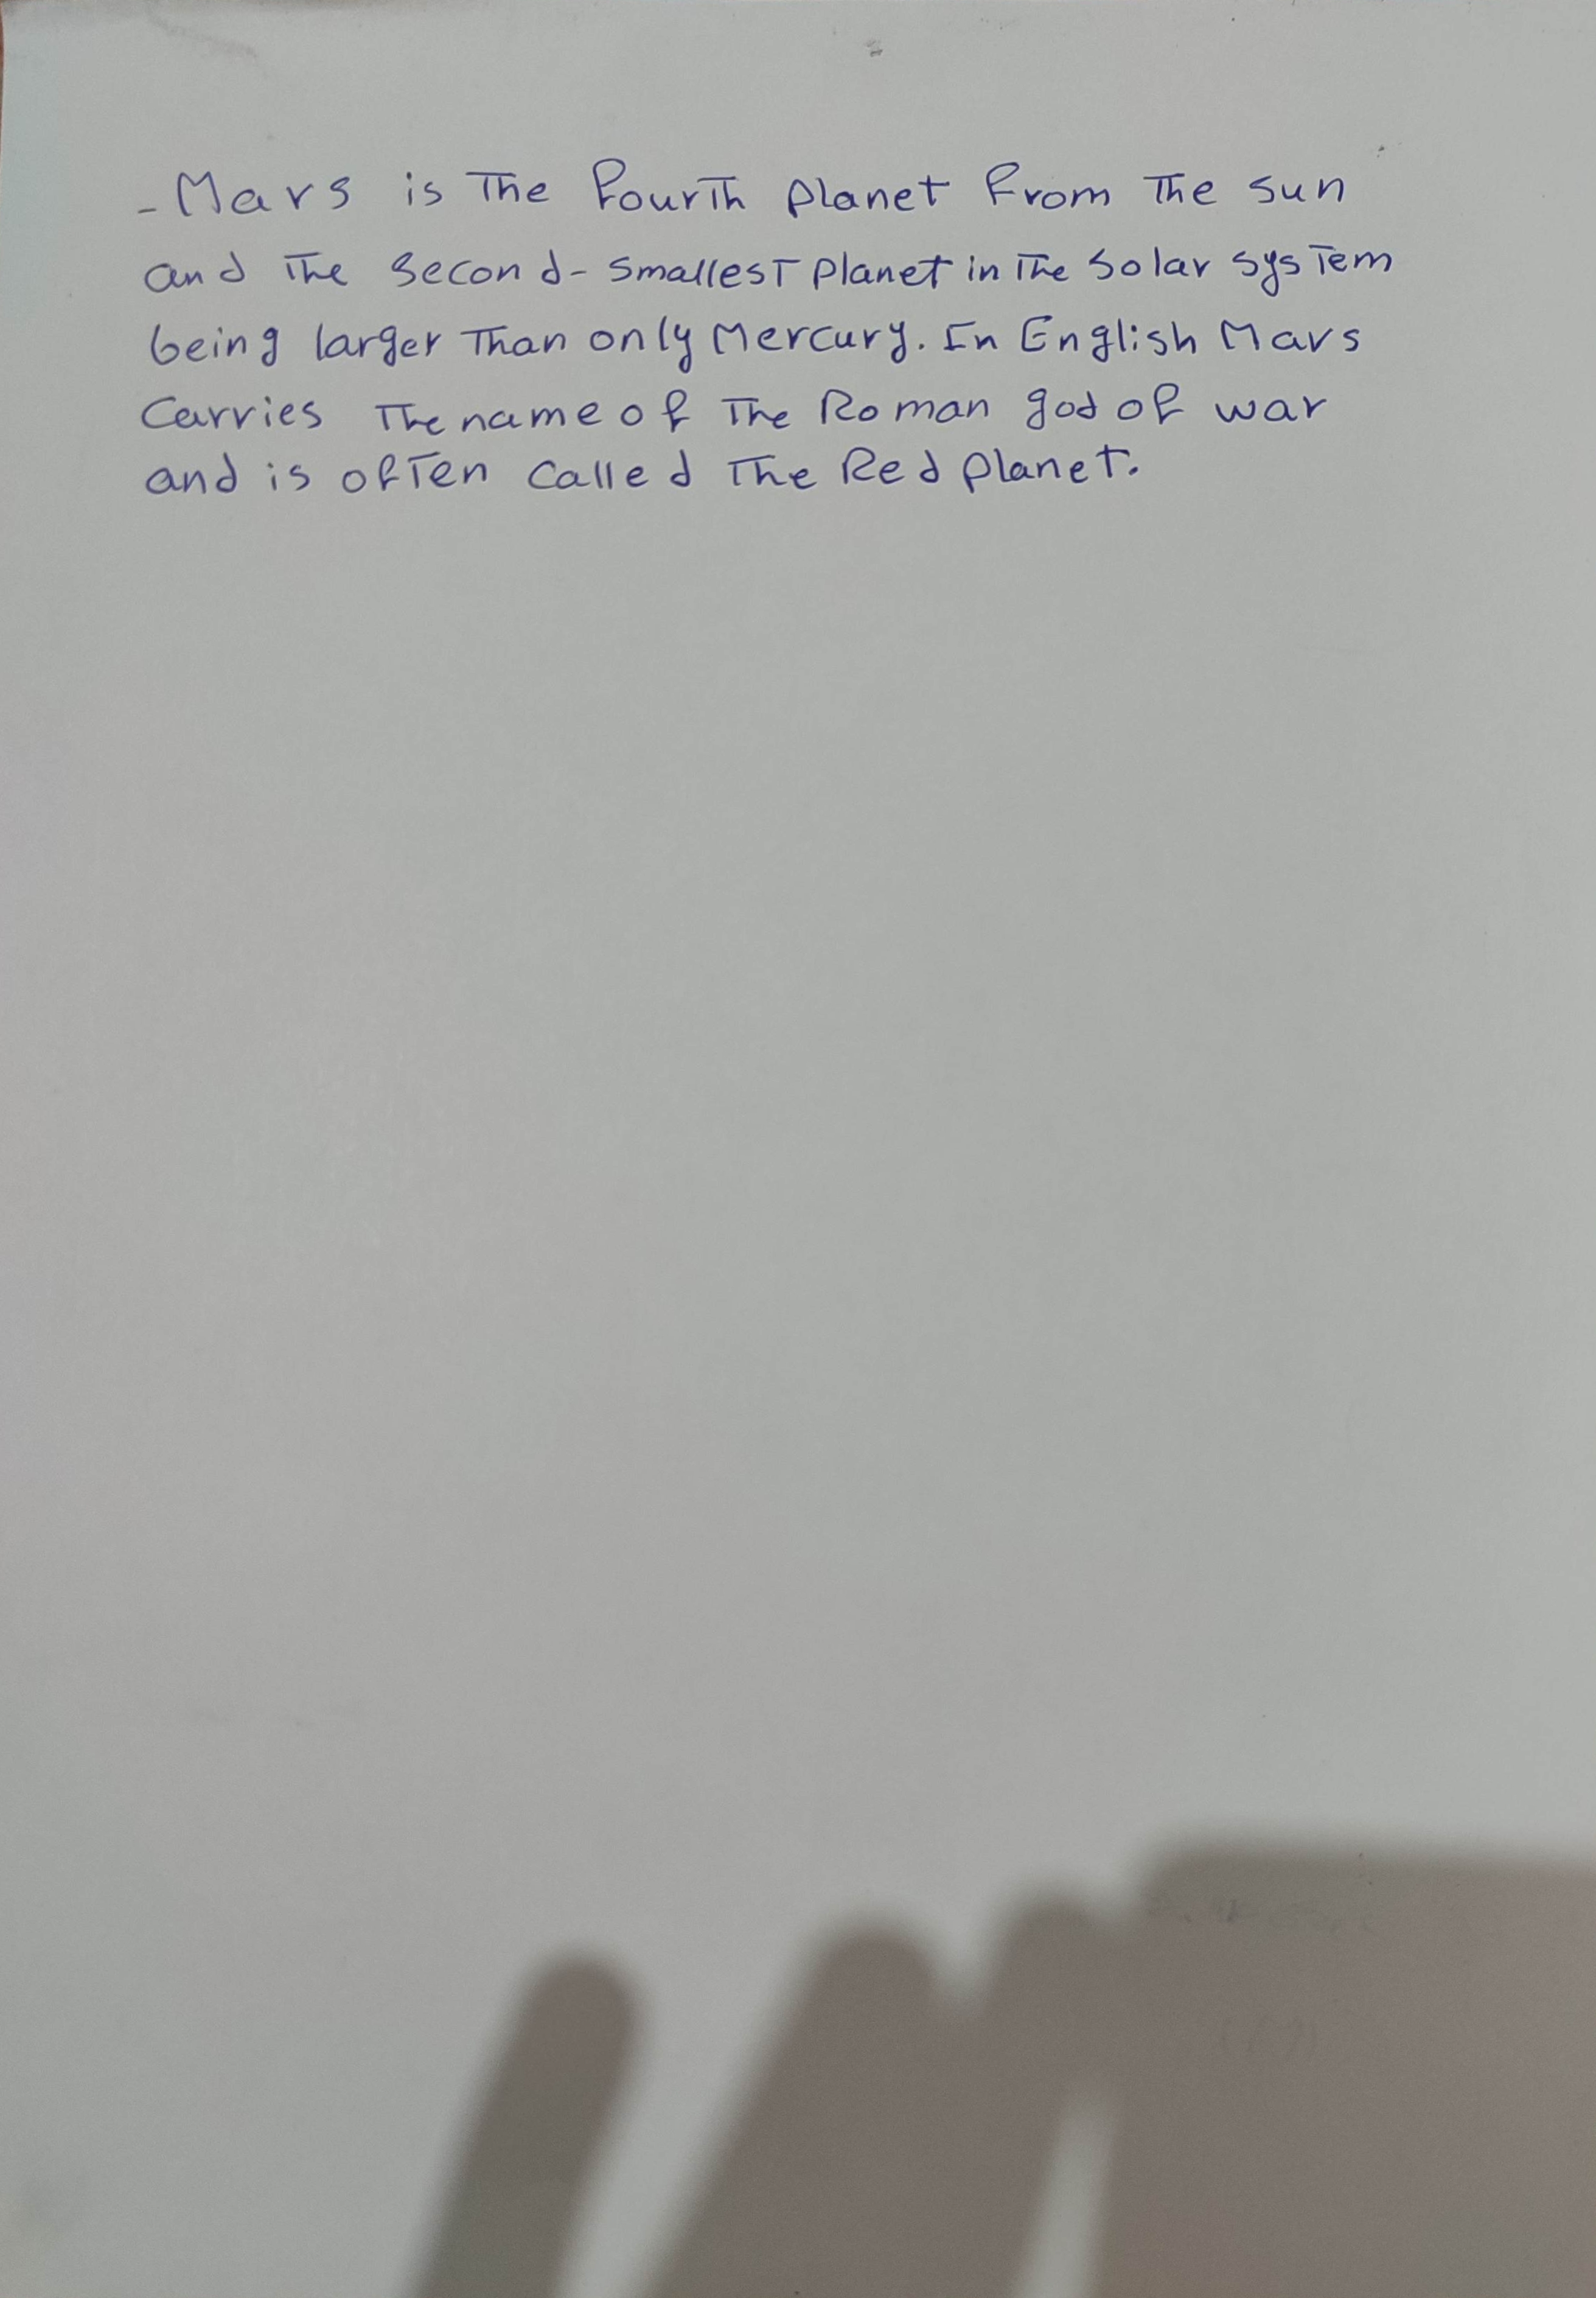 - Mars is The fourth planet from The sun
and The second-smallest planet in The Solar system
being larger Than only Mercury. In English Mars
Carries The name of The Roman god of war
and is often called The Red planet.